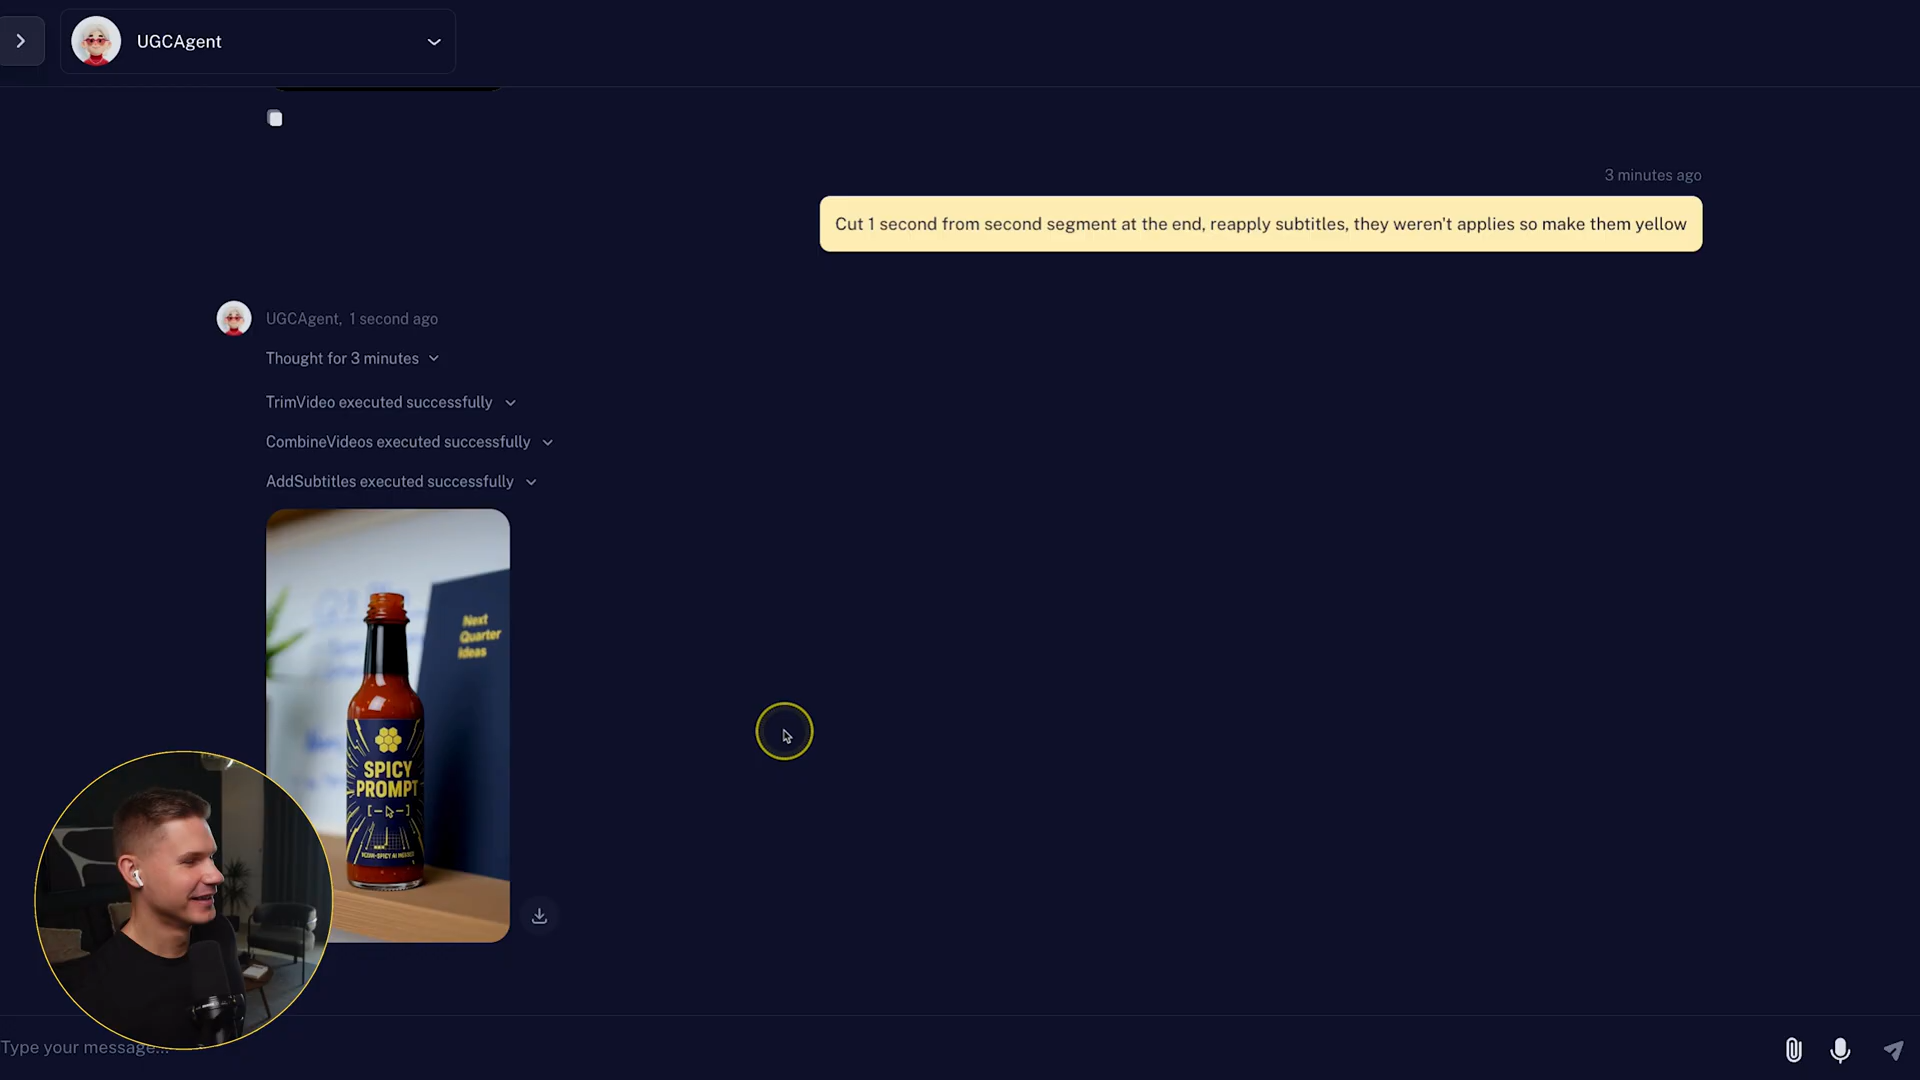 UGCAgent
3 minutes ago
Cut 1 second from second segment at the end, reapply subtitles, they weren't applies so make them yellow
UGCAgent, 1 second ago
Thought for 3 minutes
TrimVideo executed successfully
CombineVideos executed successfully
AddSubtitles executed successfully
Next
Quarter
Ideas
SPICY
PROMPT
Type your message...